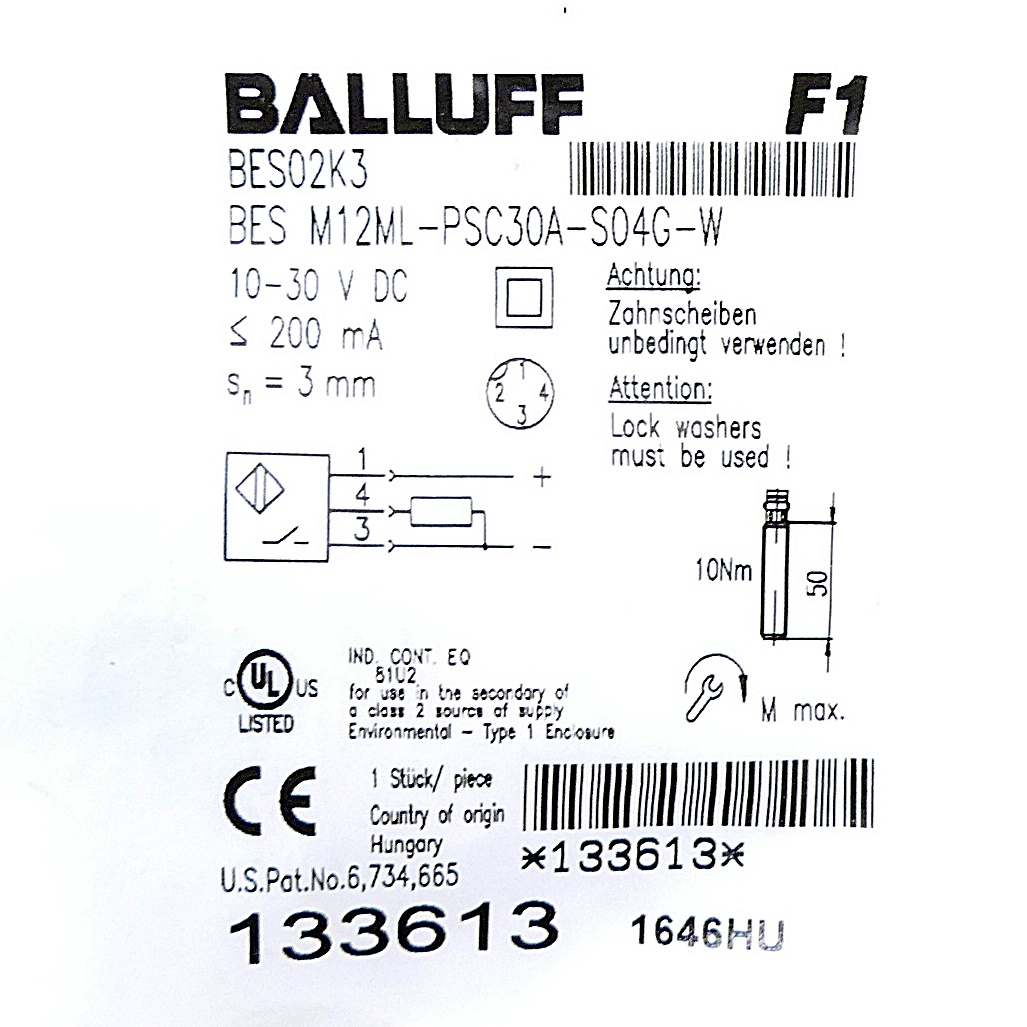 BALLUFF F1
BES02K3
BES M12ML-PSC30A-S04G-W
10-30 V DC
≤ 200 mA
sn = 3 mm
1
2 4
3
Achtung:
Zahnscheiben
unbedingt verwenden !
Attention:
Lock washers
must be used !
1 +
4
3 -
10Nm
50
M max.
C UL US
LISTED
IND. CONT. EQ
51U2
for use in the secondary of
a class 2 source of supply
Environmental - Type 1 Enclosure
CE
1 Stück/ piece
Country of origin
Hungary
*133613*
U.S.Pat.No.6,734,665
133613 1646HU